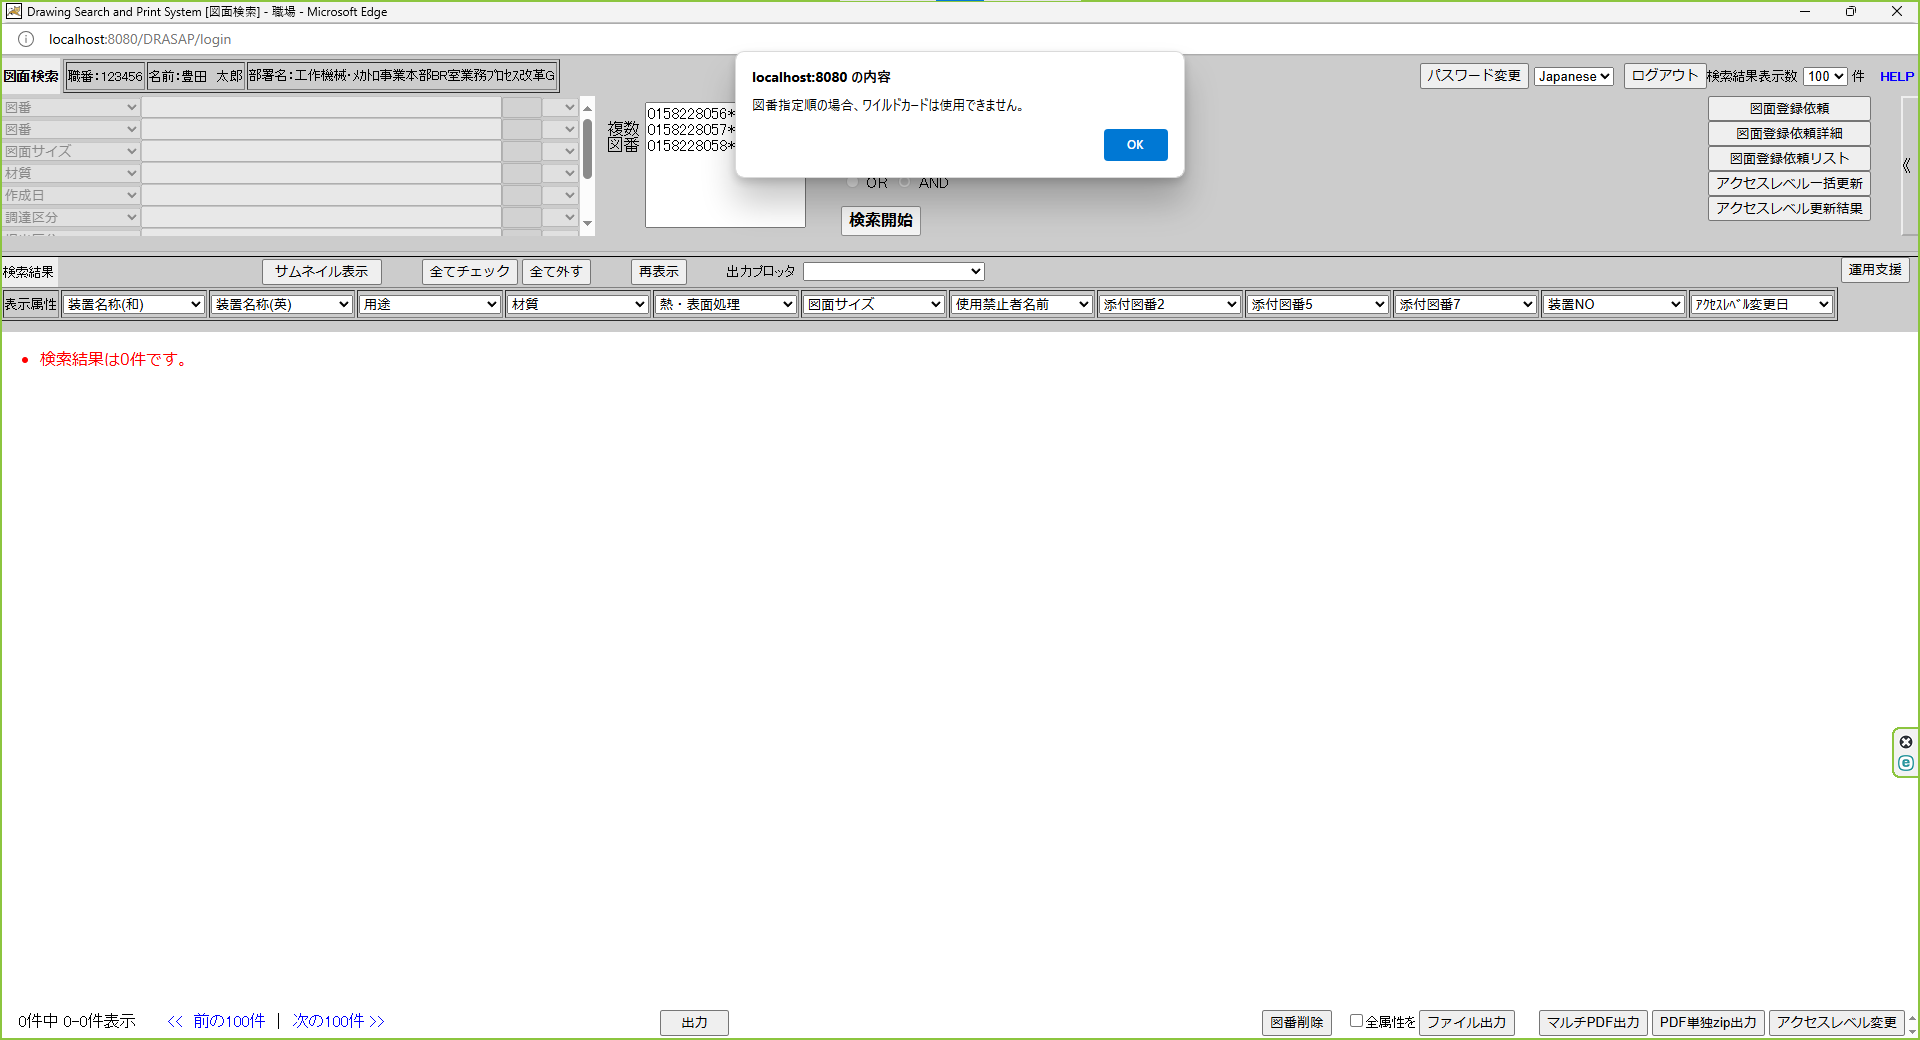 Drawing Search and Print System [図面検索] - 職場 - Microsoft Edge
localhost:8080/DRASAP/login
図面検索 職番:123456 名前:豊田　太郎 部署名:工作機械・ﾒｶﾄﾛ事業本部BR室業務ﾌﾟﾛｾｽ改革G
パスワード変更 Japanese ログアウト 検索結果表示数 100 件 HELP
localhost:8080 の内容
図番指定順の場合、ワイルドカードは使用できません。
OK
図番
図番
図面サイズ
材質
作成日
調達区分
複数
図番
0158228056*
0158228057*
0158228058*
OR AND
検索開始
図面登録依頼
図面登録依頼詳細
図面登録依頼リスト
アクセスレベル一括更新
アクセスレベル更新結果
《
検索結果 サムネイル表示 全てチェック 全て外す 再表示 出力プロッタ 運用支援
表示属性 装置名称(和) 装置名称(英) 用途 材質 熱・表面処理 図面サイズ 使用禁止者名前 添付図番2 添付図番5 添付図番7 装置NO ｱｸｾｽﾚﾍﾞﾙ変更日
• 検索結果は0件です。
0件中 0-0件表示 << 前の100件 | 次の100件 >> 出力 図番削除 全属性を ファイル出力 マルチPDF出力 PDF単独zip出力 アクセスレベル変更